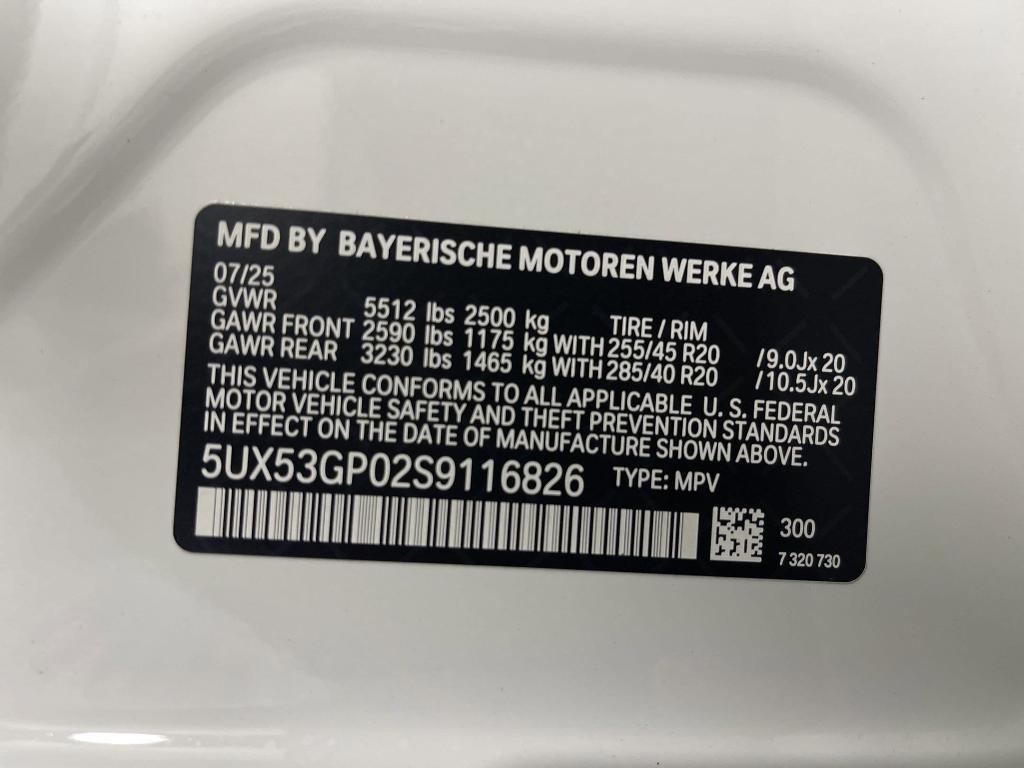 MFD BY BAYERISCHE MOTOREN WERKE AG
07/25
GVWR 5512 lbs 2500 kg TIRE / RIM
GAWR FRONT 2590 lbs 1175 kg WITH 255/45 R20 / 9.0Jx 20
GAWR REAR 3230 lbs 1465 kg WITH 285/40 R20 / 10.5Jx 20
THIS VEHICLE CONFORMS TO ALL APPLICABLE U. S. FEDERAL
MOTOR VEHICLE SAFETY AND THEFT PREVENTION STANDARDS
IN EFFECT ON THE DATE OF MANUFACTURE SHOWN ABOVE.
5UX53GP02S9116826 TYPE: MPV
300
7 320 730